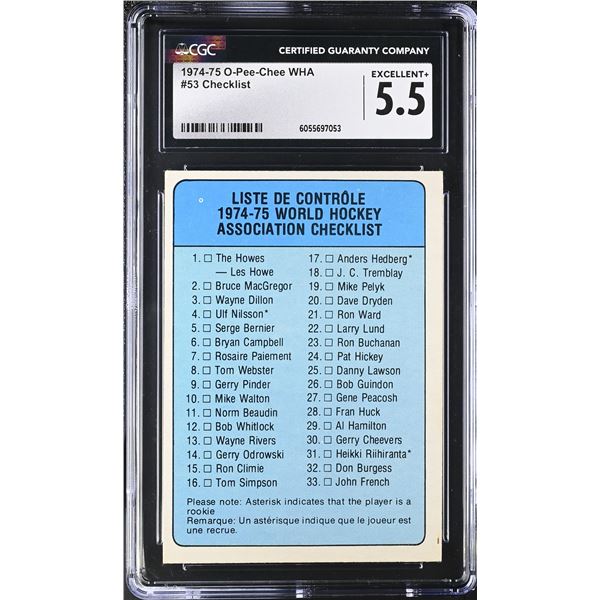 CGC
CERTIFIED GUARANTY COMPANY
1974-75 O-Pee-Chee WHA
#53 Checklist
EXCELLENT+
5.5
6055697053
LISTE DE CONTRÔLE
1974-75 WORLD HOCKEY
ASSOCIATION CHECKLIST
1. □ The Howes
— Les Howe
2. □ Bruce MacGregor
3. □ Wayne Dillon
4. □ Ulf Nilsson*
5. □ Serge Bernier
6. □ Bryan Campbell
7. □ Rosaire Paiement
8. □ Tom Webster
9. □ Gerry Pinder
10. □ Mike Walton
11. □ Norm Beaudin
12. □ Bob Whitlock
13. □ Wayne Rivers
14. □ Gerry Odrowski
15. □ Ron Climie
16. □ Tom Simpson
17. □ Anders Hedberg*
18. □ J. C. Tremblay
19. □ Mike Pelyk
20. □ Dave Dryden
21. □ Ron Ward
22. □ Larry Lund
23. □ Ron Buchanan
24. □ Pat Hickey
25. □ Danny Lawson
26. □ Bob Guindon
27. □ Gene Peacosh
28. □ Fran Huck
29. □ Al Hamilton
30. □ Gerry Cheevers
31. □ Heikki Riihiranta*
32. □ Don Burgess
33. □ John French
Please note: Asterisk indicates that the player is a
rookie
Remarque: Un astérisque indique que le joueur est
une recrue.